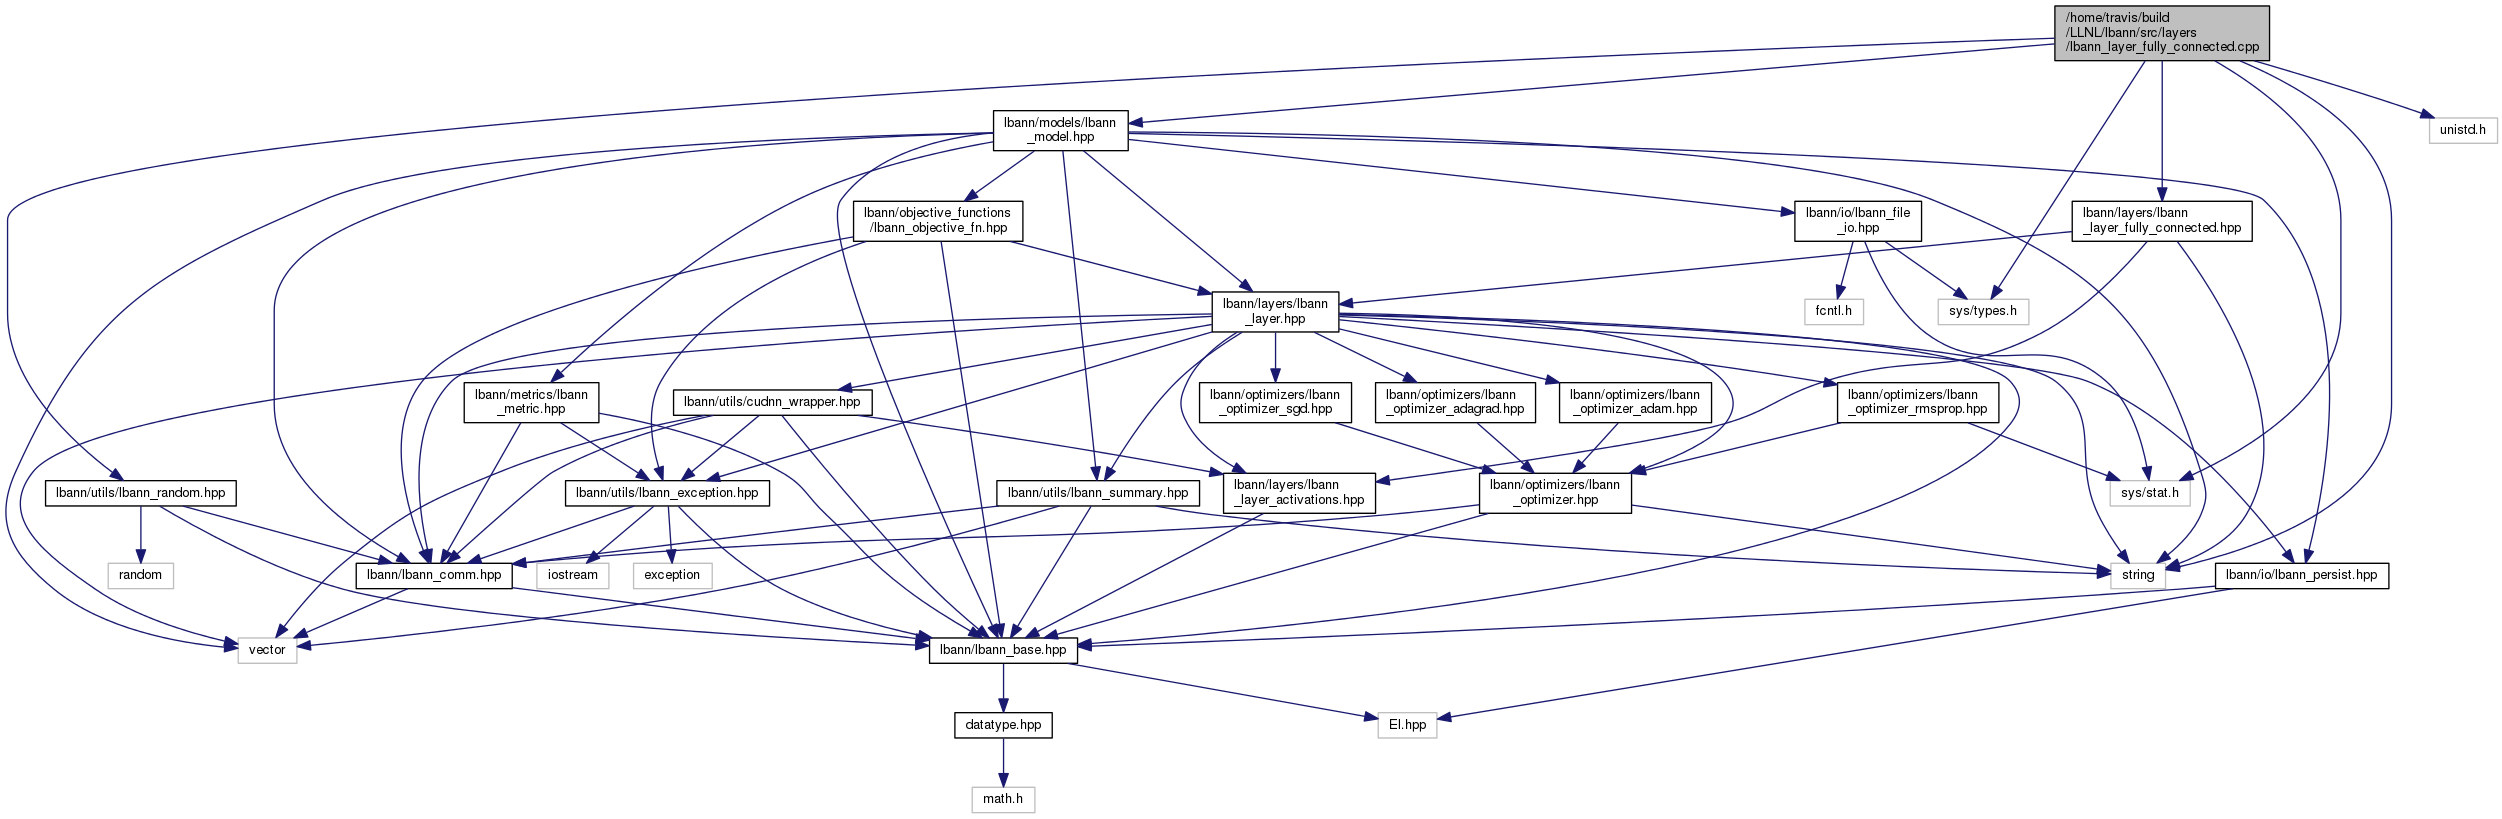 /home/travis/build
/LLNL/lbann/src/layers
/lbann_layer_fully_connected.cpp
lbann/models/lbann
_model.hpp
unistd.h
lbann/objective_functions
/lbann_objective_fn.hpp
lbann/io/lbann_file
_io.hpp
lbann/layers/lbann
_layer_fully_connected.hpp
lbann/layers/lbann
_layer.hpp
fcntl.h
sys/types.h
lbann/metrics/lbann
_metric.hpp
lbann/utils/cudnn_wrapper.hpp
lbann/optimizers/lbann
_optimizer_sgd.hpp
lbann/optimizers/lbann
_optimizer_adagrad.hpp
lbann/optimizers/lbann
_optimizer_adam.hpp
lbann/optimizers/lbann
_optimizer_rmsprop.hpp
lbann/utils/lbann_random.hpp
lbann/utils/lbann_exception.hpp
lbann/utils/lbann_summary.hpp
lbann/layers/lbann
_layer_activations.hpp
lbann/optimizers/lbann
_optimizer.hpp
sys/stat.h
random
lbann/lbann_comm.hpp
iostream
exception
string
lbann/io/lbann_persist.hpp
vector
lbann/lbann_base.hpp
datatype.hpp
El.hpp
math.h